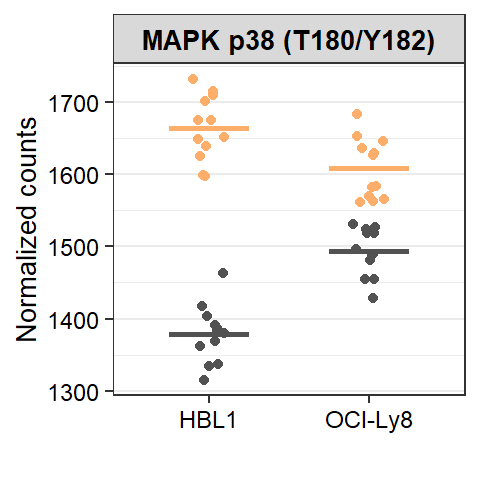 MAPK p38 (T180/Y182)
Normalized counts
1700
1600
1500
1400
1300
HBL1
OCI-Ly8